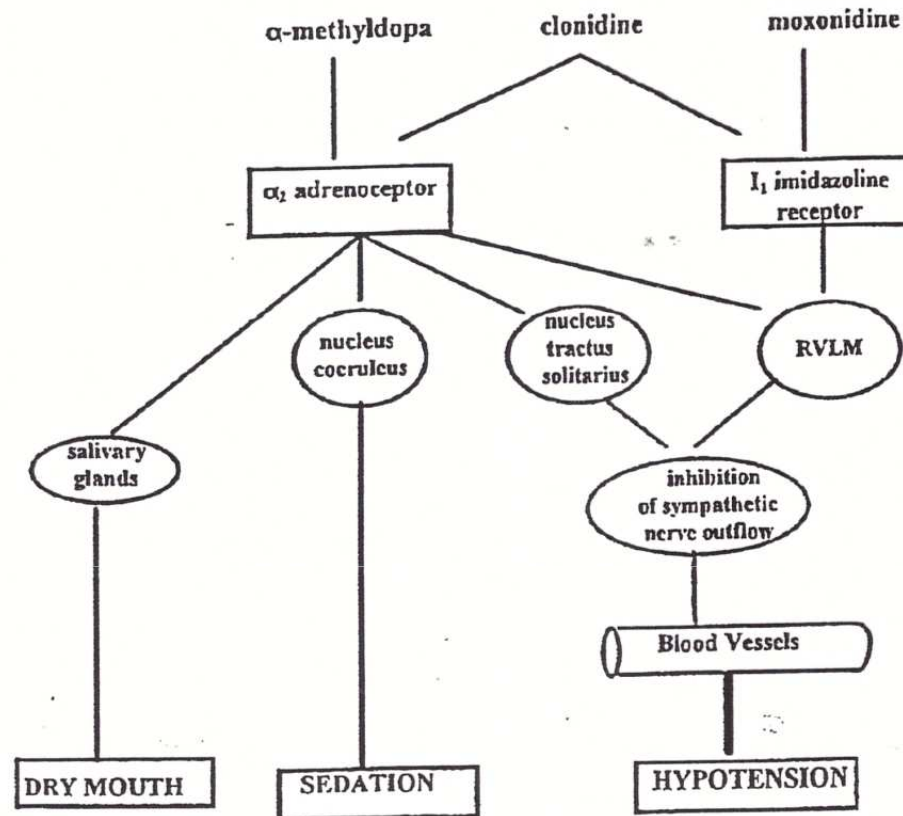 α-methyldopa
clonidine
moxonidine
α₂ adrenoceptor
I₁ imidazoline
receptor
nucleus
coeruleus
nucleus
tractus
solitarius
RVLM
salivary
glands
inhibition
of sympathetic
nerve outflow
Blood Vessels
DRY MOUTH
SEDATION
HYPOTENSION